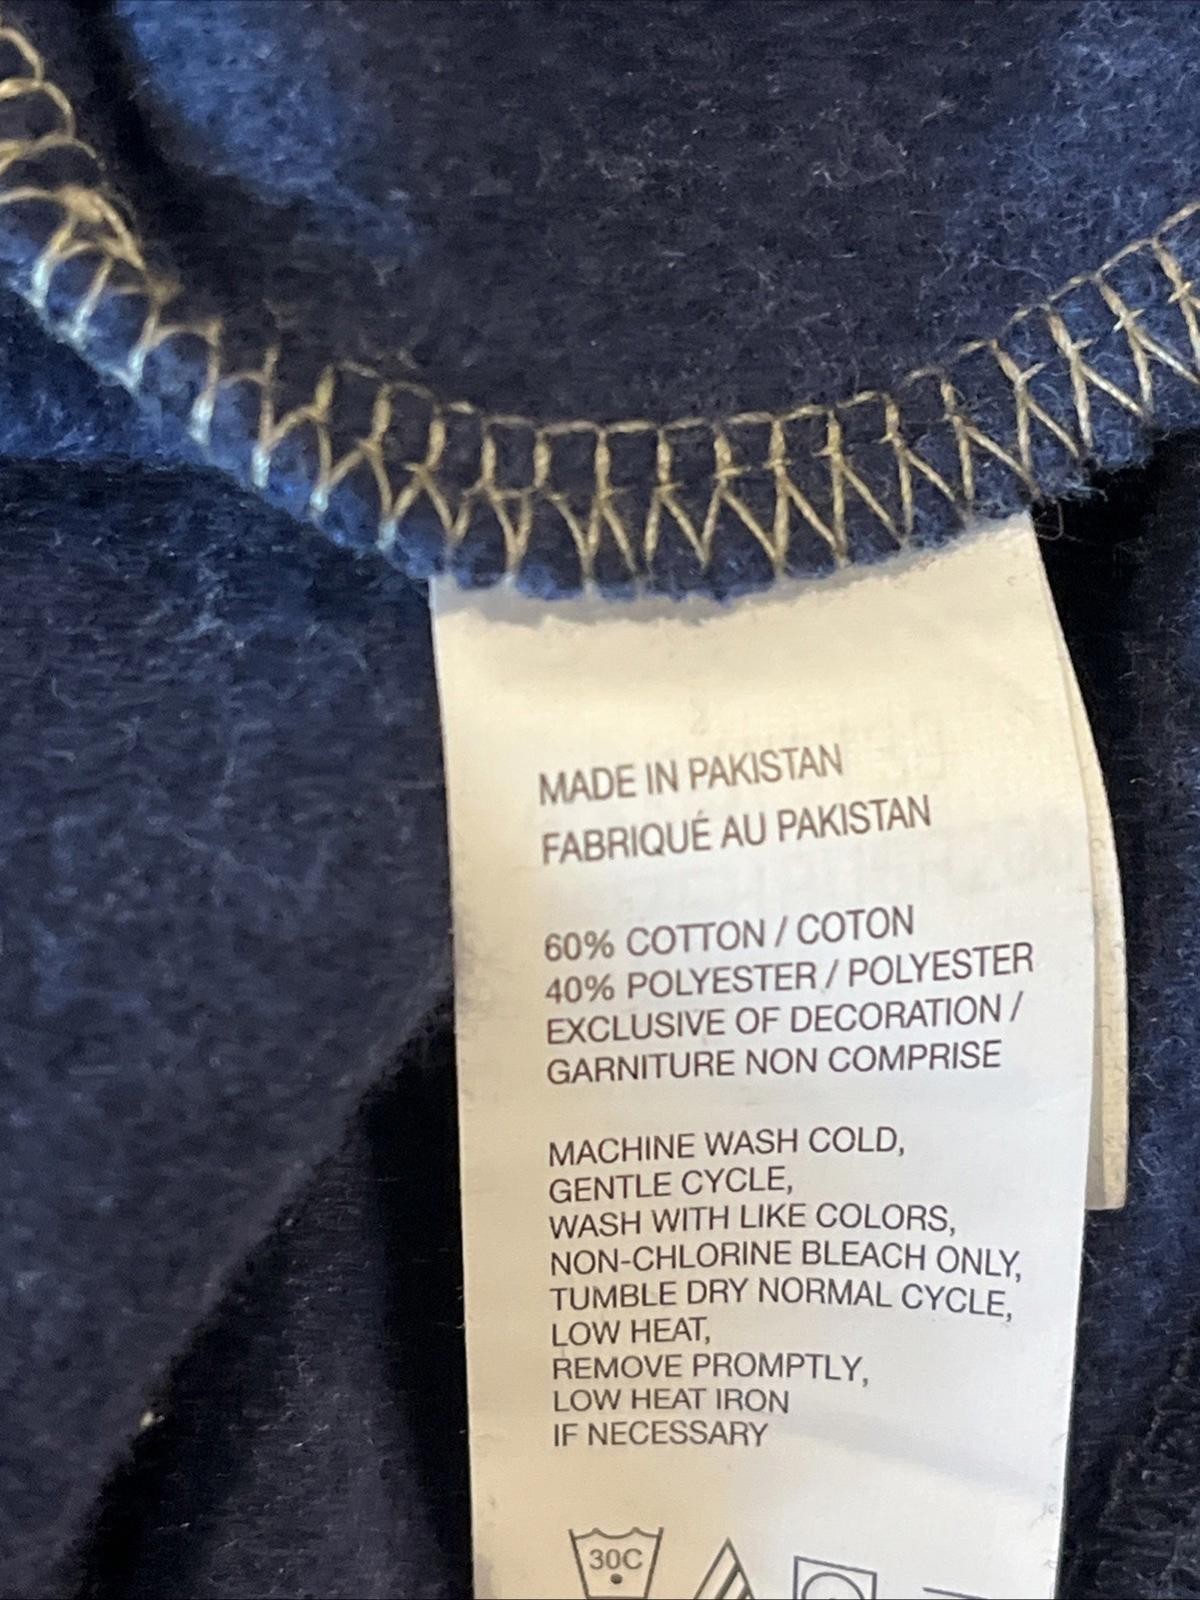 MADE IN PAKISTAN
FABRIQUÉ AU PAKISTAN
60% COTTON / COTON
40% POLYESTER / POLYESTER
EXCLUSIVE OF DECORATION /
GARNITURE NON COMPRISE
MACHINE WASH COLD,
GENTLE CYCLE,
WASH WITH LIKE COLORS,
NON-CHLORINE BLEACH ONLY,
TUMBLE DRY NORMAL CYCLE,
LOW HEAT,
REMOVE PROMPTLY,
LOW HEAT IRON
IF NECESSARY
30C